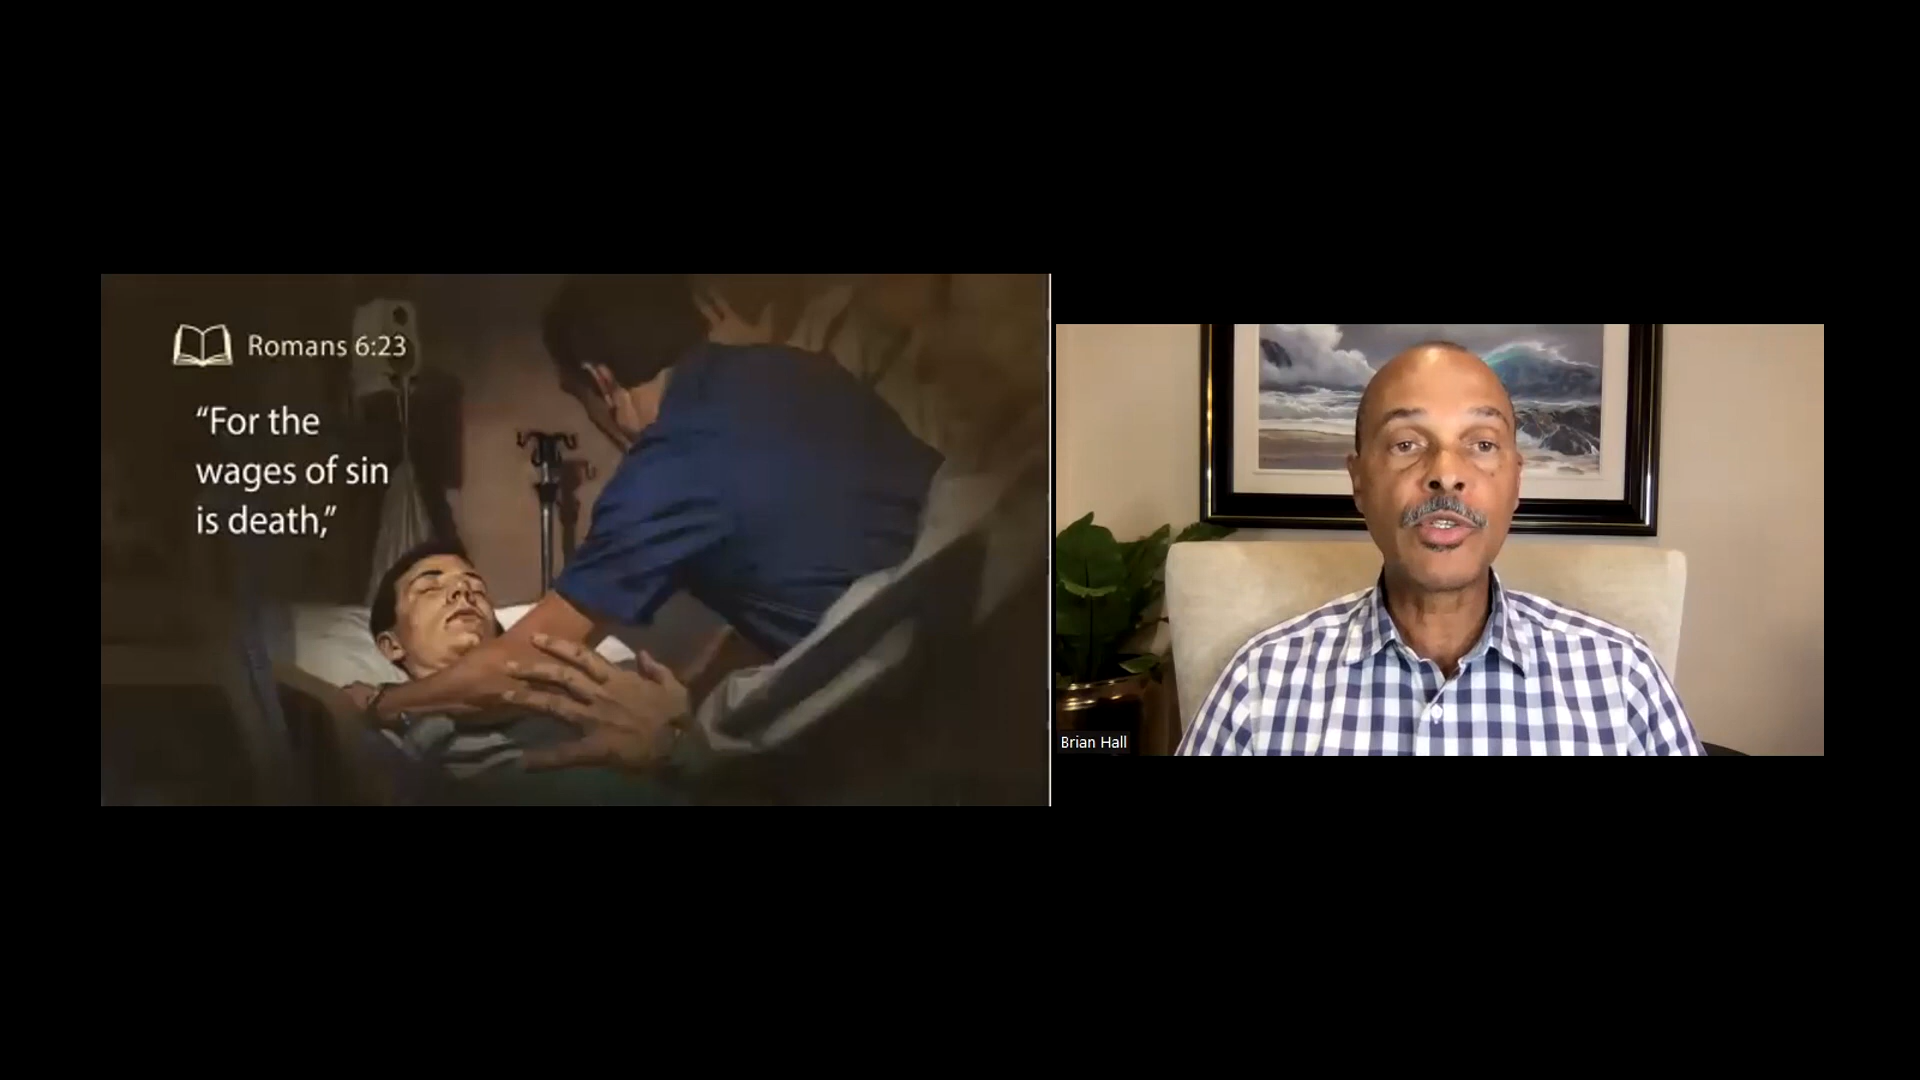 Romans 6:23
“For the
wages of sin
is death,”
Brian Hall